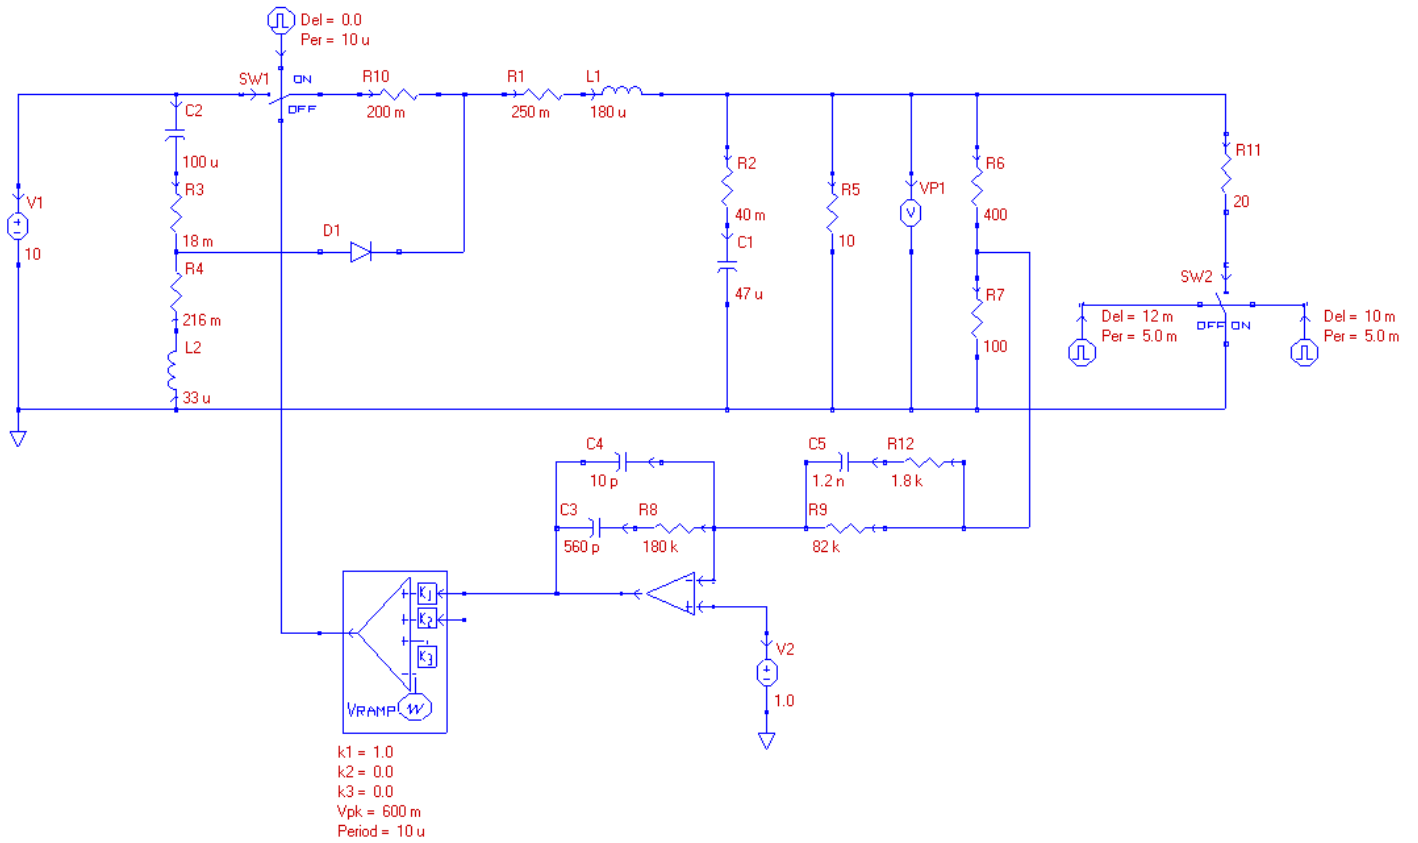 Del = 0.0
Per = 10 u
SW1
ON
OFF
R10
200 m
R1
250 m
L1
180 u
C2
100 u
R3
18 m
R4
216 m
L2
33 u
V1
10
D1
R2
40 m
C1
47 u
R5
10
VP1
V
R6
400
R7
100
R11
20
SW2
OFF ON
Del = 12 m
Per = 5.0 m
Del = 10 m
Per = 5.0 m
C4
10 p
C3
560 p
R8
180 k
C5
1.2 n
R12
1.8 k
R9
82 k
K1
K2
K3
VRAMP
V2
1.0
k1 = 1.0
k2 = 0.0
k3 = 0.0
Vpk = 600 m
Period = 10 u